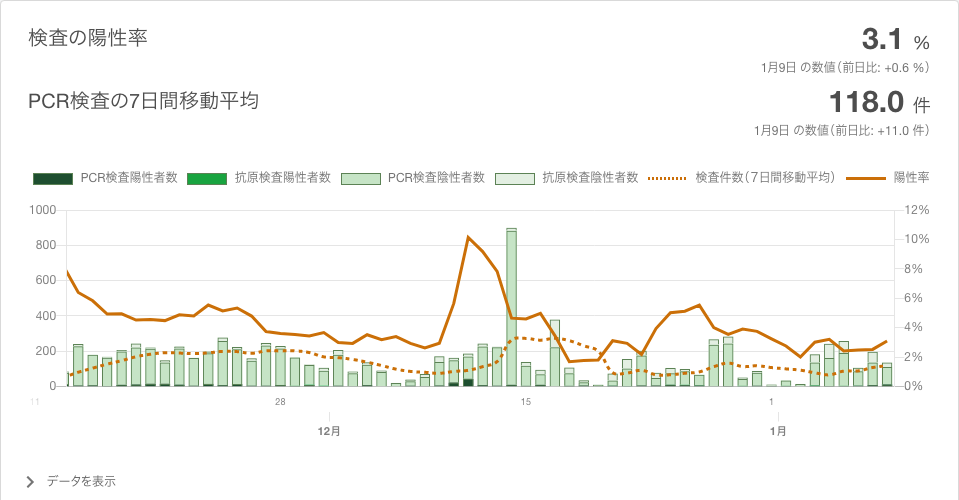 検査の陽性率
3.1 %
1月9日 の数値（前日比: +0.6 %）
PCR検査の7日間移動平均
118.0 件
1月9日 の数値（前日比: +11.0 件）
PCR検査陽性者数 抗原検査陽性者数 PCR検査陰性者数 抗原検査陰性者数 検査件数（7日間移動平均） 陽性率
1000 12%
800 10%
600 8%
400 6%
200 4%
0 2%
0%
11 28 15 1
12月 1月
データを表示